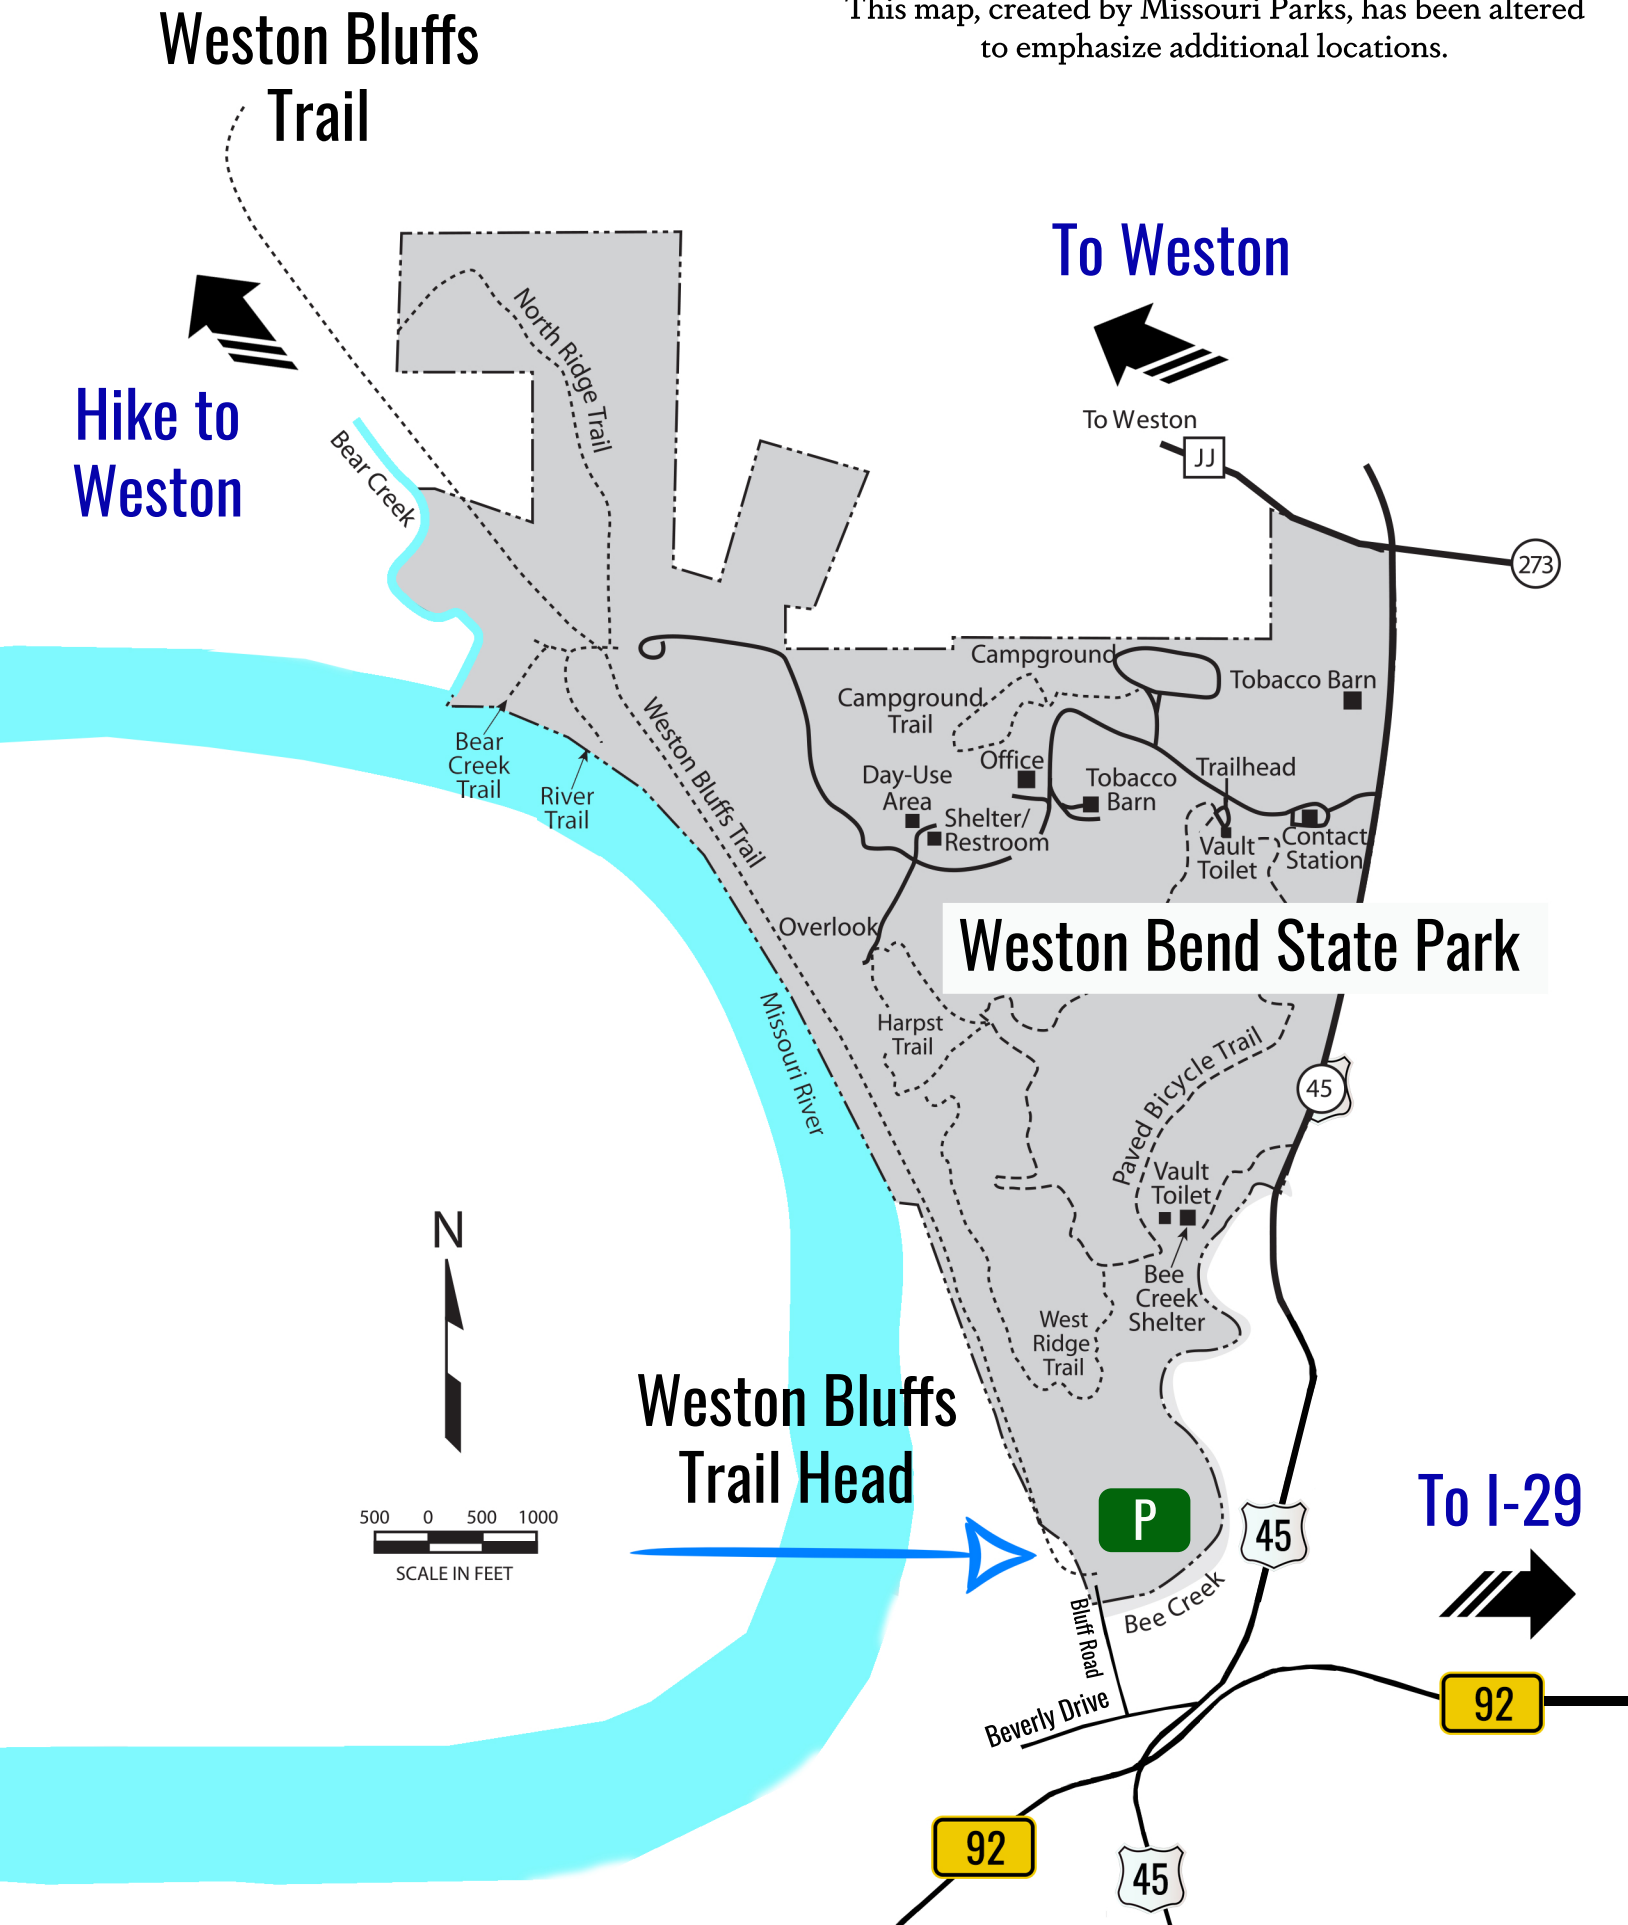 This map, created by Missouri Parks, has been altered
to emphasize additional locations.
Weston Bluffs
Trail
To Weston
Hike to
Weston
North Ridge Trail
Bear Creek
To Weston
JJ
273
Campground
Tobacco Barn
Campground
Trail
Weston Bluffs Trail
Bear
Creek
Trail
River
Trail
Office
Day-Use
Area
Tobacco
Barn
Trailhead
Shelter/
Restroom
Vault
Toilet
Contact
Station
Overlook
Weston Bend State Park
Missouri River
Harpst
Trail
Paved Bicycle Trail
45
Vault
Toilet
Bee
Creek
Shelter
West
Ridge
Trail
N
Weston Bluffs
Trail Head
500 0 500 1000
SCALE IN FEET
P
45
To I-29
Bee Creek
Bluff Road
Beverly Drive
92
92
45